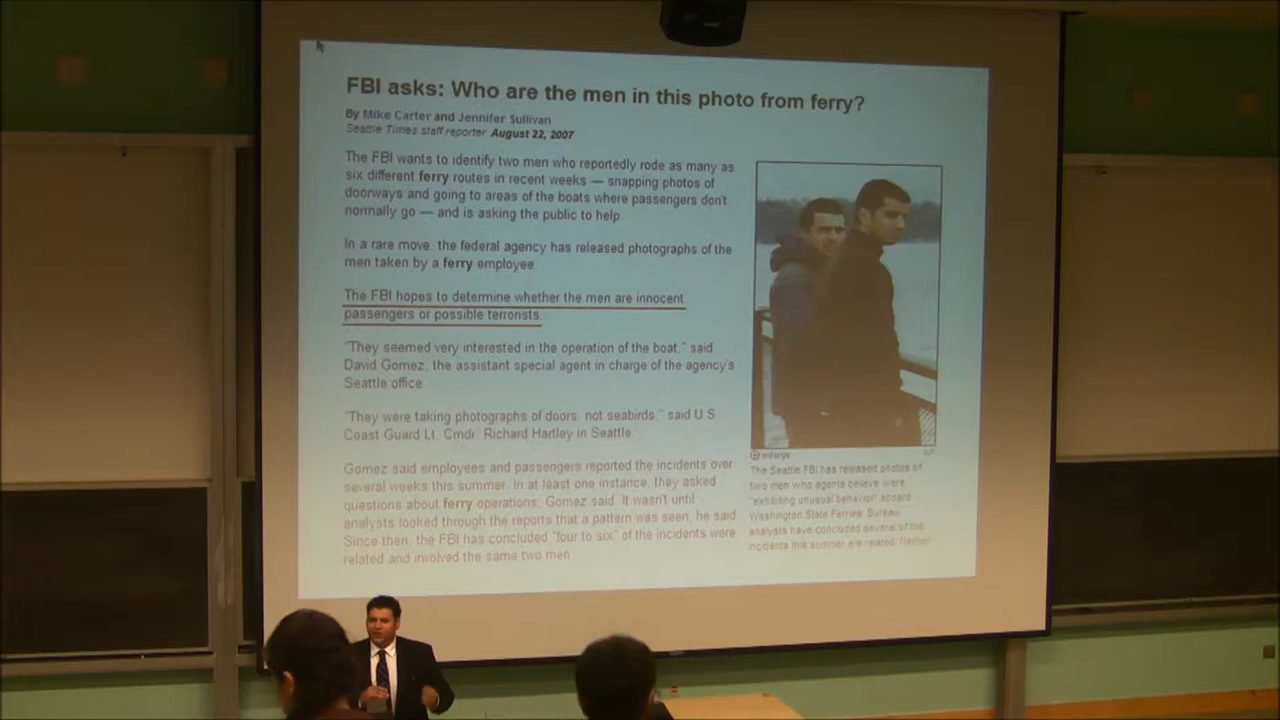 FBI asks: Who are the men in this photo from ferry?
By Mike Carter and Jennifer Sullivan
Seattle Times staff reporter August 22, 2007
The FBI wants to identify two men who reportedly rode as many as
six different ferry routes in recent weeks — snapping photos of
doorways and going to areas of the boats where passengers don't
normally go — and is asking the public to help.
In a rare move, the federal agency has released photographs of the
men taken by a ferry employee.
The FBI hopes to determine whether the men are innocent
passengers or possible terrorists.
"They seemed very interested in the operation of the boat," said
David Gomez, the assistant special agent in charge of the agency's
Seattle office.
"They were taking photographs of doors, not seabirds," said U.S.
Coast Guard Lt. Cmdr. Richard Hartley in Seattle.
Gomez said employees and passengers reported the incidents over
several weeks this summer. In at least one instance, they asked
questions about ferry operations, Gomez said. It wasn't until
analysts looked through the reports that a pattern was seen, he said.
Since then, the FBI has concluded "four to six" of the incidents were
related and involved the same two men.
enlarge
AP
The Seattle FBI has released photos of
two men who agents believe were
"exhibiting unusual behavior" aboard
Washington State Ferries. Bureau
analysts have concluded several of the
incidents this summer are related. Neither